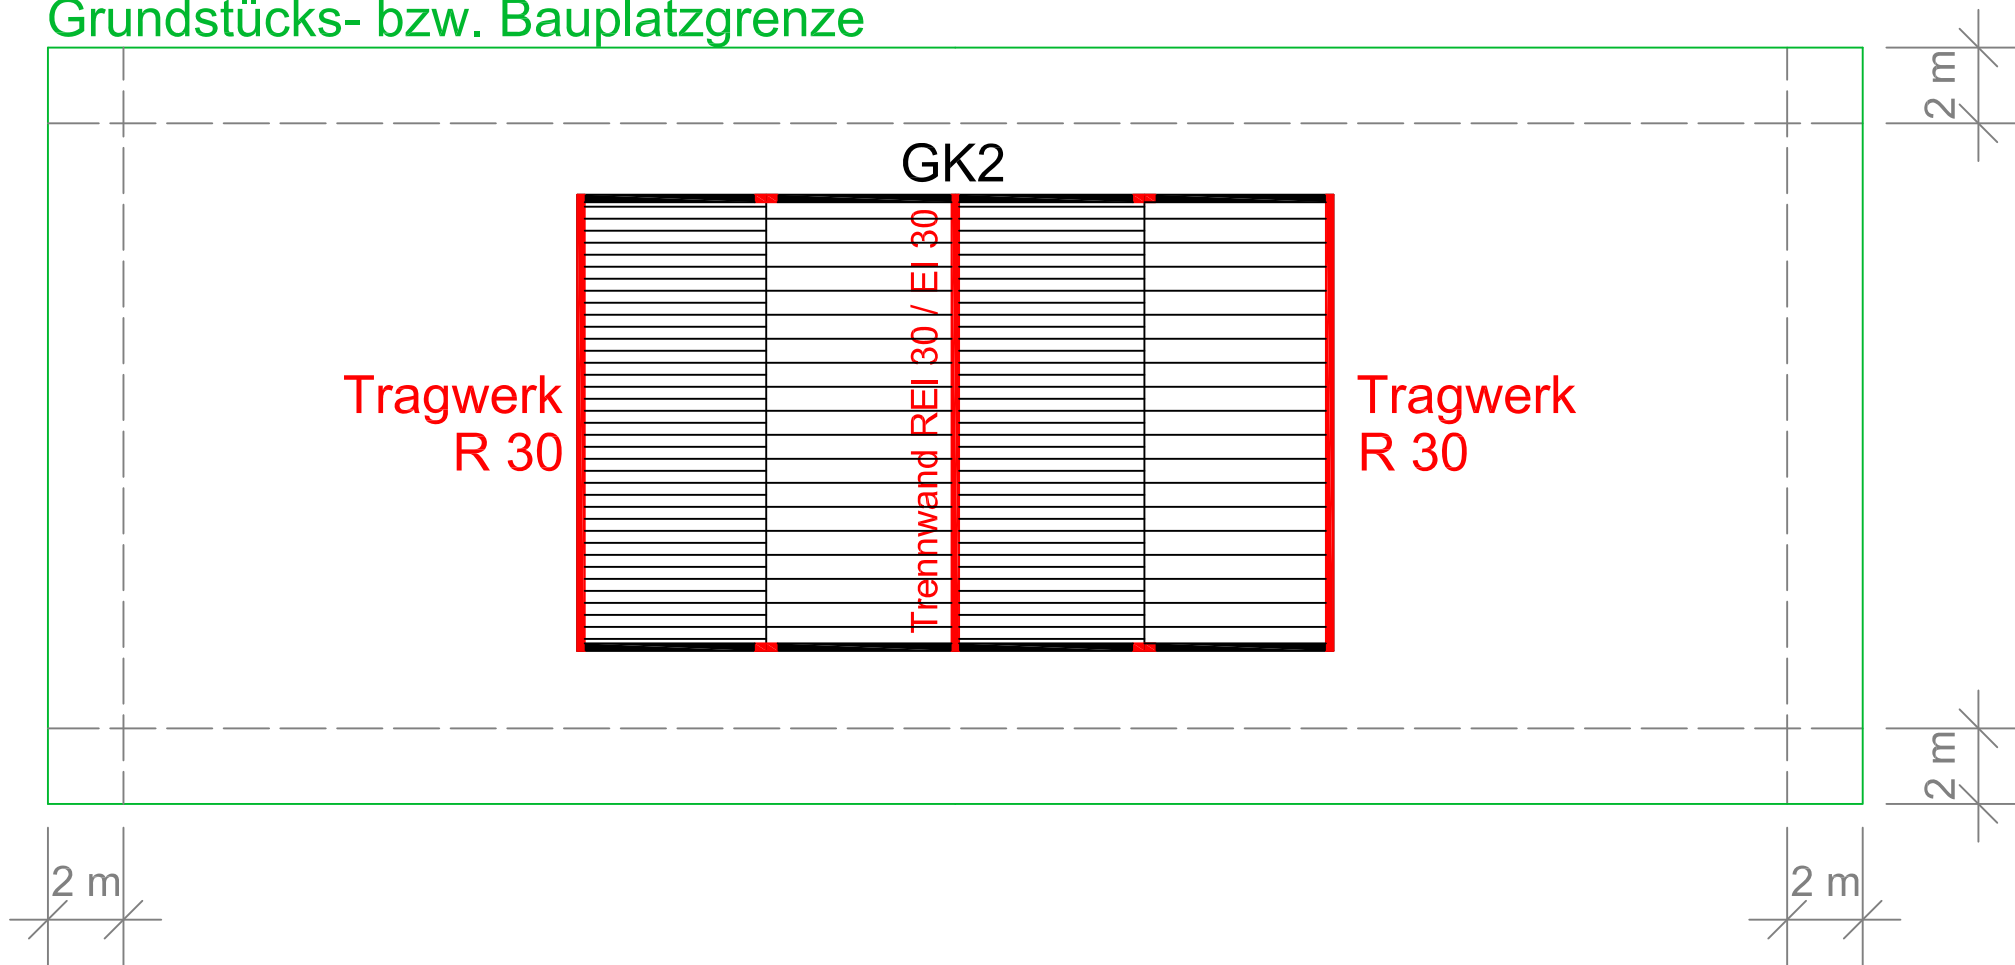 Grundstücks- bzw. Bauplatzgrenze
2 m
GK2
Trennwand REI 30 / EI 30
Tragwerk
R 30
Tragwerk
R 30
2 m
2 m
2 m